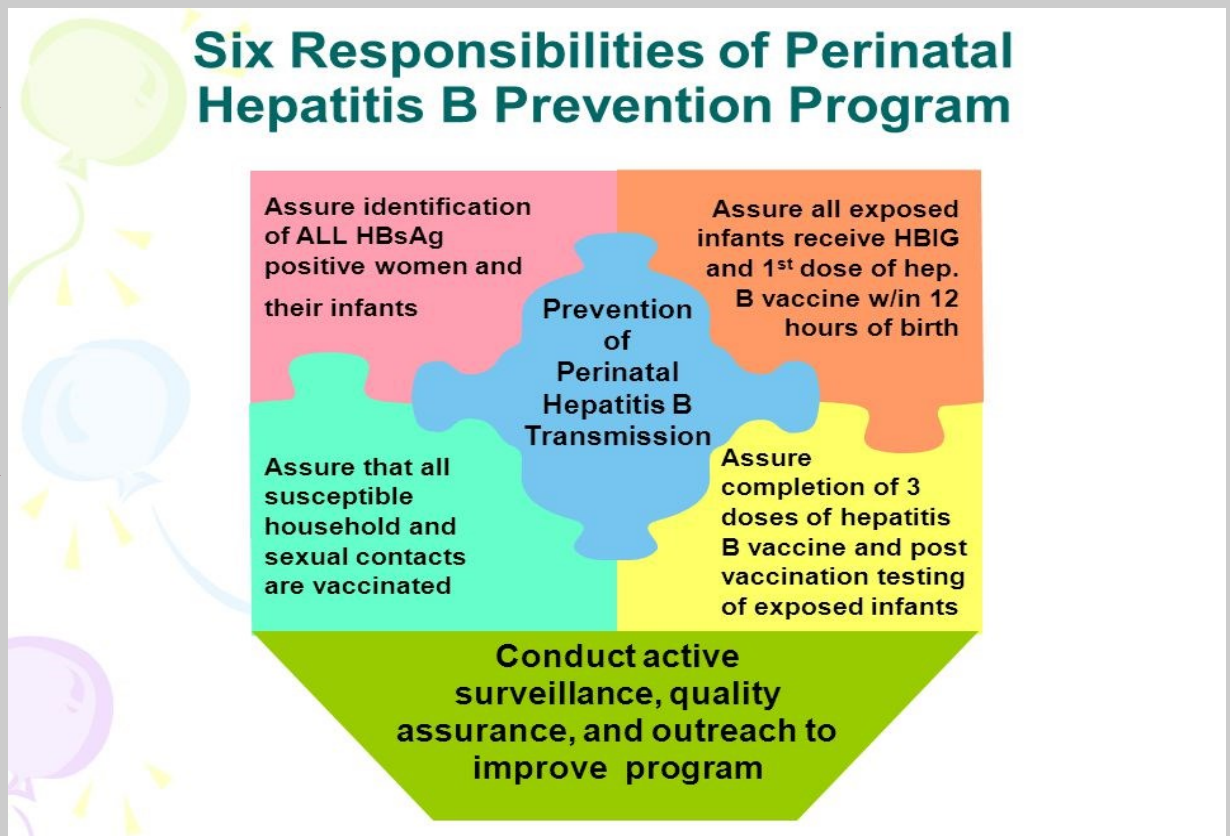 Six Responsibilities of Perinatal
Hepatitis B Prevention Program
Assure identification
of ALL HBsAg
positive women and
their infants
Assure all exposed
infants receive HBIG
and 1st dose of hep.
B vaccine w/in 12
hours of birth
Prevention
of
Perinatal
Hepatitis B
Transmission
Assure that all
susceptible
household and
sexual contacts
are vaccinated
Assure
completion of 3
doses of hepatitis
B vaccine and post
vaccination testing
of exposed infants
Conduct active
surveillance, quality
assurance, and outreach to
improve program